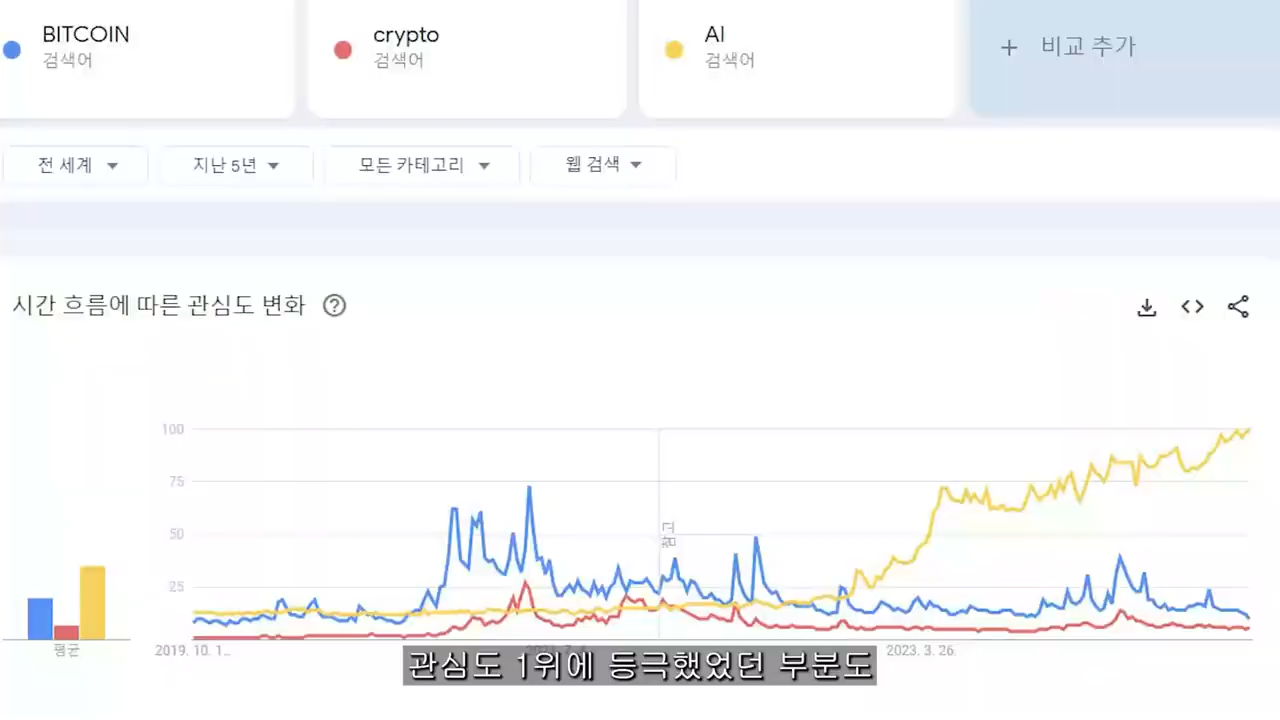 BITCOIN
검색어
crypto
검색어
AI
검색어
+ 비교 추가
전 세계
지난 5년
모든 카테고리
웹 검색
시간 흐름에 따른 관심도 변화
100
75
50
25
참고
평균
2019. 10. 1...
2023. 3. 26.
관심도 1위에 등극했었던 부분도